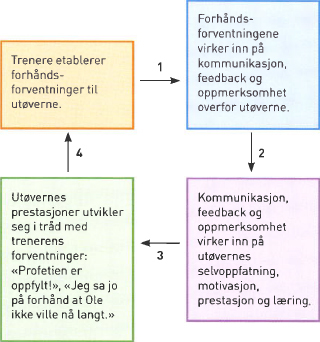 Trenere etablerer
forhånds-
forventninger til
utøverne.
1
Forhånds-
forventningene
virker inn på
kommunikasjon,
feedback og
oppmerksomhet
overfor utøverne.
2
Kommunikasjon,
feedback og
oppmerksomhet
virker inn på
utøvernes
selvoppfatning,
motivasjon,
prestasjon og læring.
3
Utøvernes
prestasjoner utvikler
seg i tråd med
trenerens
forventninger:
«Profetien er
oppfylt!», «Jeg sa jo
på forhånd at Ole
ikke ville nå langt.»
4